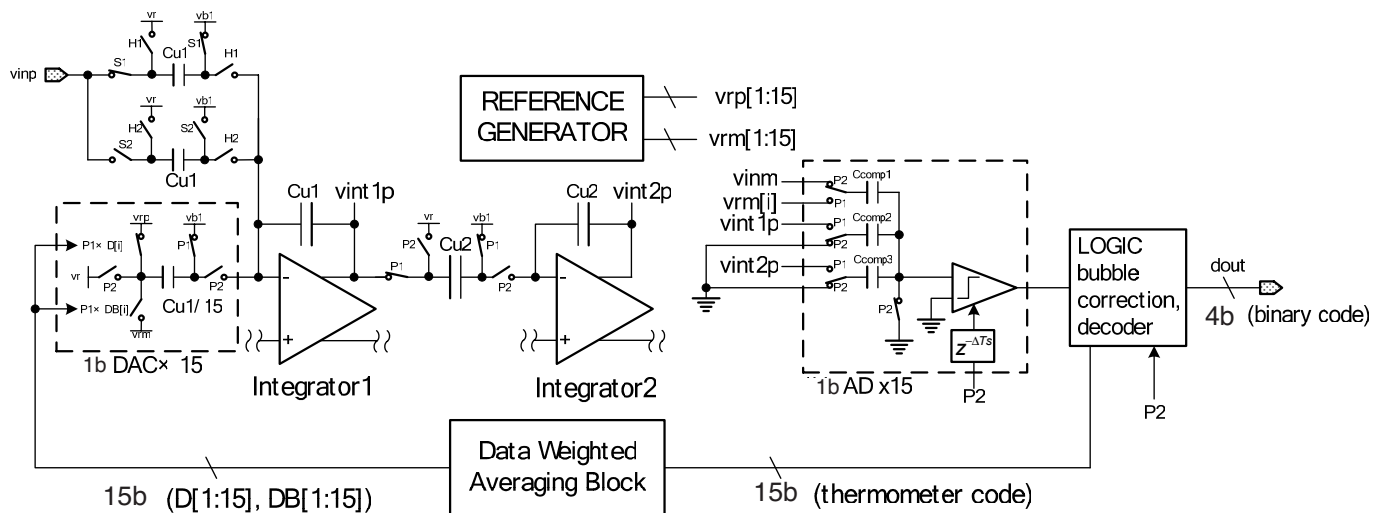 vr
vb1
H1
S1
Cu1
H1
S1
vinp
vr
vb1
H2
S2
S2
H2
Cu1
REFERENCE
GENERATOR
vrp[1:15]
vrm[1:15]
Cu1
vint1p
Cu2
vint2p
vr
vb1
P2
P1
Cu2
P1
P2
vrp
vb1
P1× D[i]
P1
vr
P2
P2
Cu1/ 15
P1× DB[i]
vrm
1b DAC× 15
−
+
Integrator1
−
+
Integrator2
vinm
P2
Ccomp1
vrm[i]
P1
vint1p
P1
Ccomp2
P2
vint2p
P1
Ccomp3
P2
P2
z-ΔTs
P2
1b AD x15
LOGIC
bubble
correction,
decoder
P2
dout
4b (binary code)
Data Weighted
Averaging Block
15b (D[1:15], DB[1:15])
15b (thermometer code)